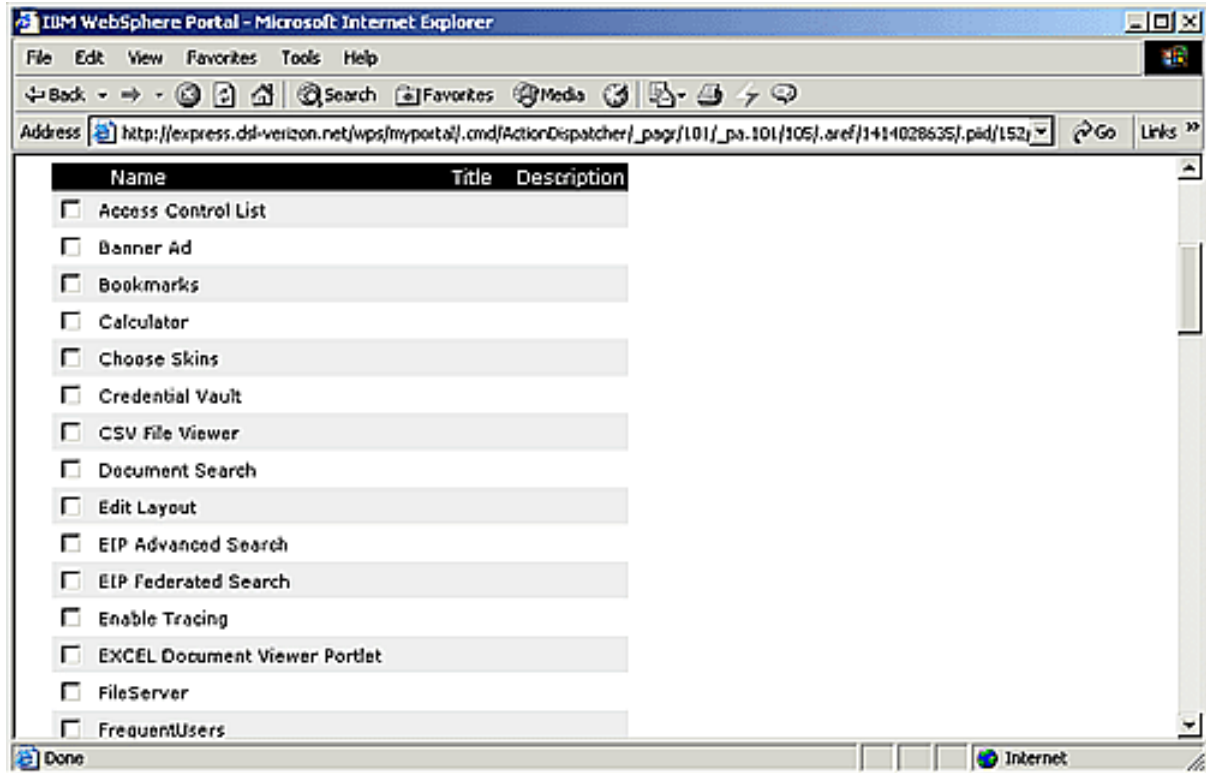 IBM WebSphere Portal - Microsoft Internet Explorer
File Edit View Favorites Tools Help
Back Search Favorites Media
Address http://express.dsl-verizon.net/wps/myportal/.cmd/ActionDispatcher/_pagr/101/_pa.101/105/.aref/1414028635/.piid/152/ Go Links »
Name Title Description
Access Control List
Banner Ad
Bookmarks
Calculator
Choose Skins
Credential Vault
CSV File Viewer
Document Search
Edit Layout
EIP Advanced Search
EIP Federated Search
Enable Tracing
EXCEL Document Viewer Portlet
FileServer
FrequentUsers
Done Internet